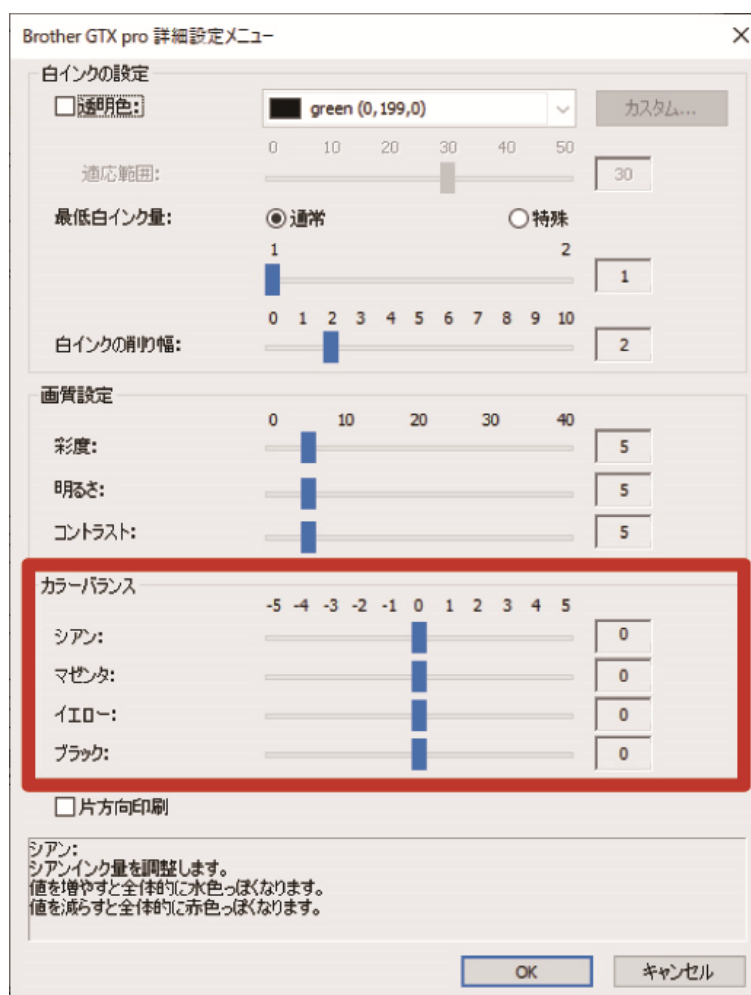 Brother GTX pro 詳細設定メニュー
白インクの設定
透明色:
green (0,199,0)
カスタム...
0 10 20 30 40 50
適応範囲:
30
最低白インク量:
通常
特殊
1 2
1
0 1 2 3 4 5 6 7 8 9 10
白インクの削り幅:
2
画質設定
0 10 20 30 40
彩度:
5
明るさ:
5
コントラスト:
5
カラーバランス
-5 -4 -3 -2 -1 0 1 2 3 4 5
シアン:
0
マゼンタ:
0
イエロー:
0
ブラック:
0
片方向印刷
シアン:
シアンインク量を調整します。
値を増やすと全体的に水色っぽくなります。
値を減らすと全体的に赤色っぽくなります。
OK
キャンセル